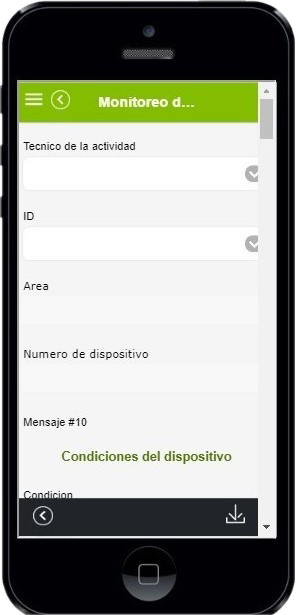 Monitoreo d...
Tecnico de la actividad
ID
Area
Numero de dispositivo
Mensaje #10
Condiciones del dispositivo
Condicion